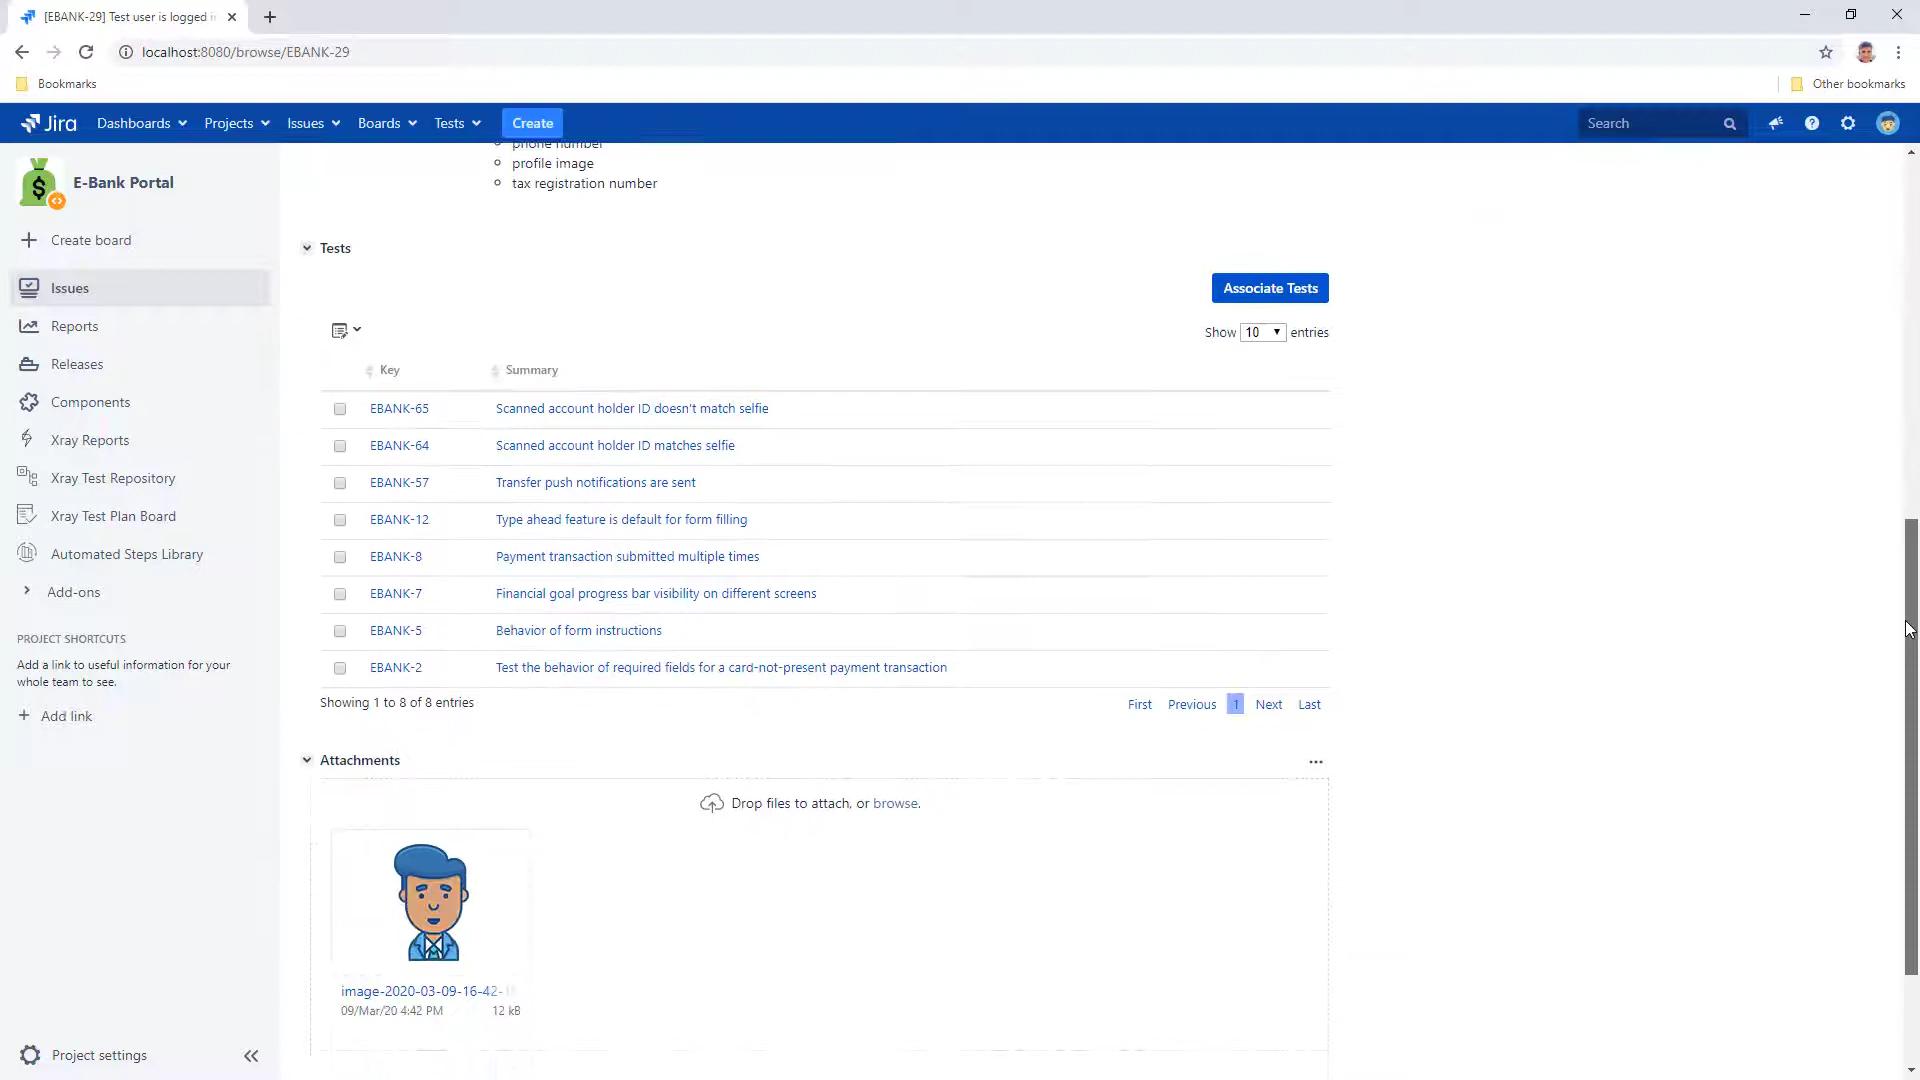 [EBANK-29] Test user is logged i
localhost:8080/browse/EBANK-29
Bookmarks
Other bookmarks
Jira
Dashboards
Projects
Issues
Boards
Tests
Create
Search
E-Bank Portal
Create board
Issues
Reports
Releases
Components
Xray Reports
Xray Test Repository
Xray Test Plan Board
Automated Steps Library
Add-ons
PROJECT SHORTCUTS
Add a link to useful information for your
whole team to see.
Add link
Project settings
phone number
profile image
tax registration number
Tests
Associate Tests
Show 10 entries
Key Summary
EBANK-65 Scanned account holder ID doesn't match selfie
EBANK-64 Scanned account holder ID matches selfie
EBANK-57 Transfer push notifications are sent
EBANK-12 Type ahead feature is default for form filling
EBANK-8 Payment transaction submitted multiple times
EBANK-7 Financial goal progress bar visibility on different screens
EBANK-5 Behavior of form instructions
EBANK-2 Test the behavior of required fields for a card-not-present payment transaction
Showing 1 to 8 of 8 entries
First Previous 1 Next Last
Attachments
Drop files to attach, or browse.
image-2020-03-09-16-42-1
09/Mar/20 4:42 PM 12 kB